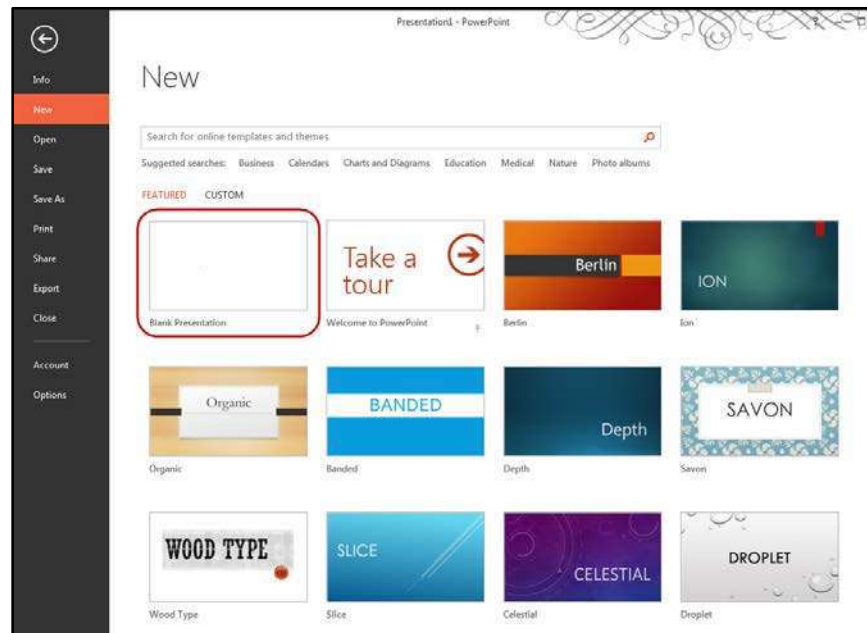 Presentation1 - PowerPoint
?
Info
New
Open
Save
Save As
Print
Share
Export
Close
Account
Options
New
Search for online templates and themes
Suggested searches: Business Calendars Charts and Diagrams Education Medical Nature Photo albums
FEATURED CUSTOM
Blank Presentation
Take a
tour
Welcome to PowerPoint
Berlin
Berlin
ION
Ion
Organic
Organic
BANDED
Banded
Depth
Depth
SAVON
Savon
WOOD TYPE
Wood Type
SLICE
Slice
CELESTIAL
Celestial
DROPLET
Droplet